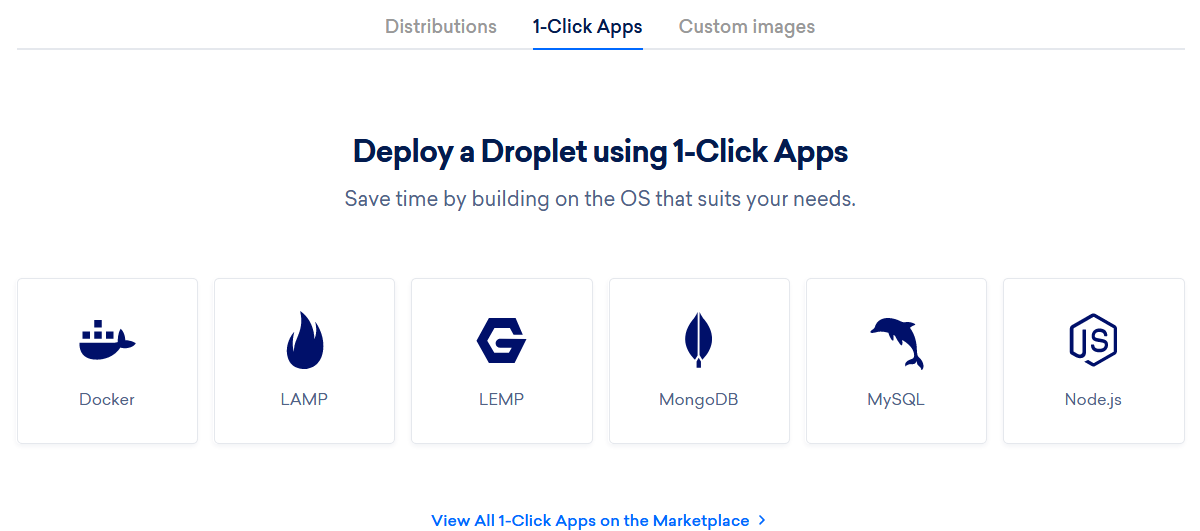 Distributions 1-Click Apps Custom images
Deploy a Droplet using 1-Click Apps
Save time by building on the OS that suits your needs.
Docker LAMP LEMP MongoDB MySQL Node.js
View All 1-Click Apps on the Marketplace